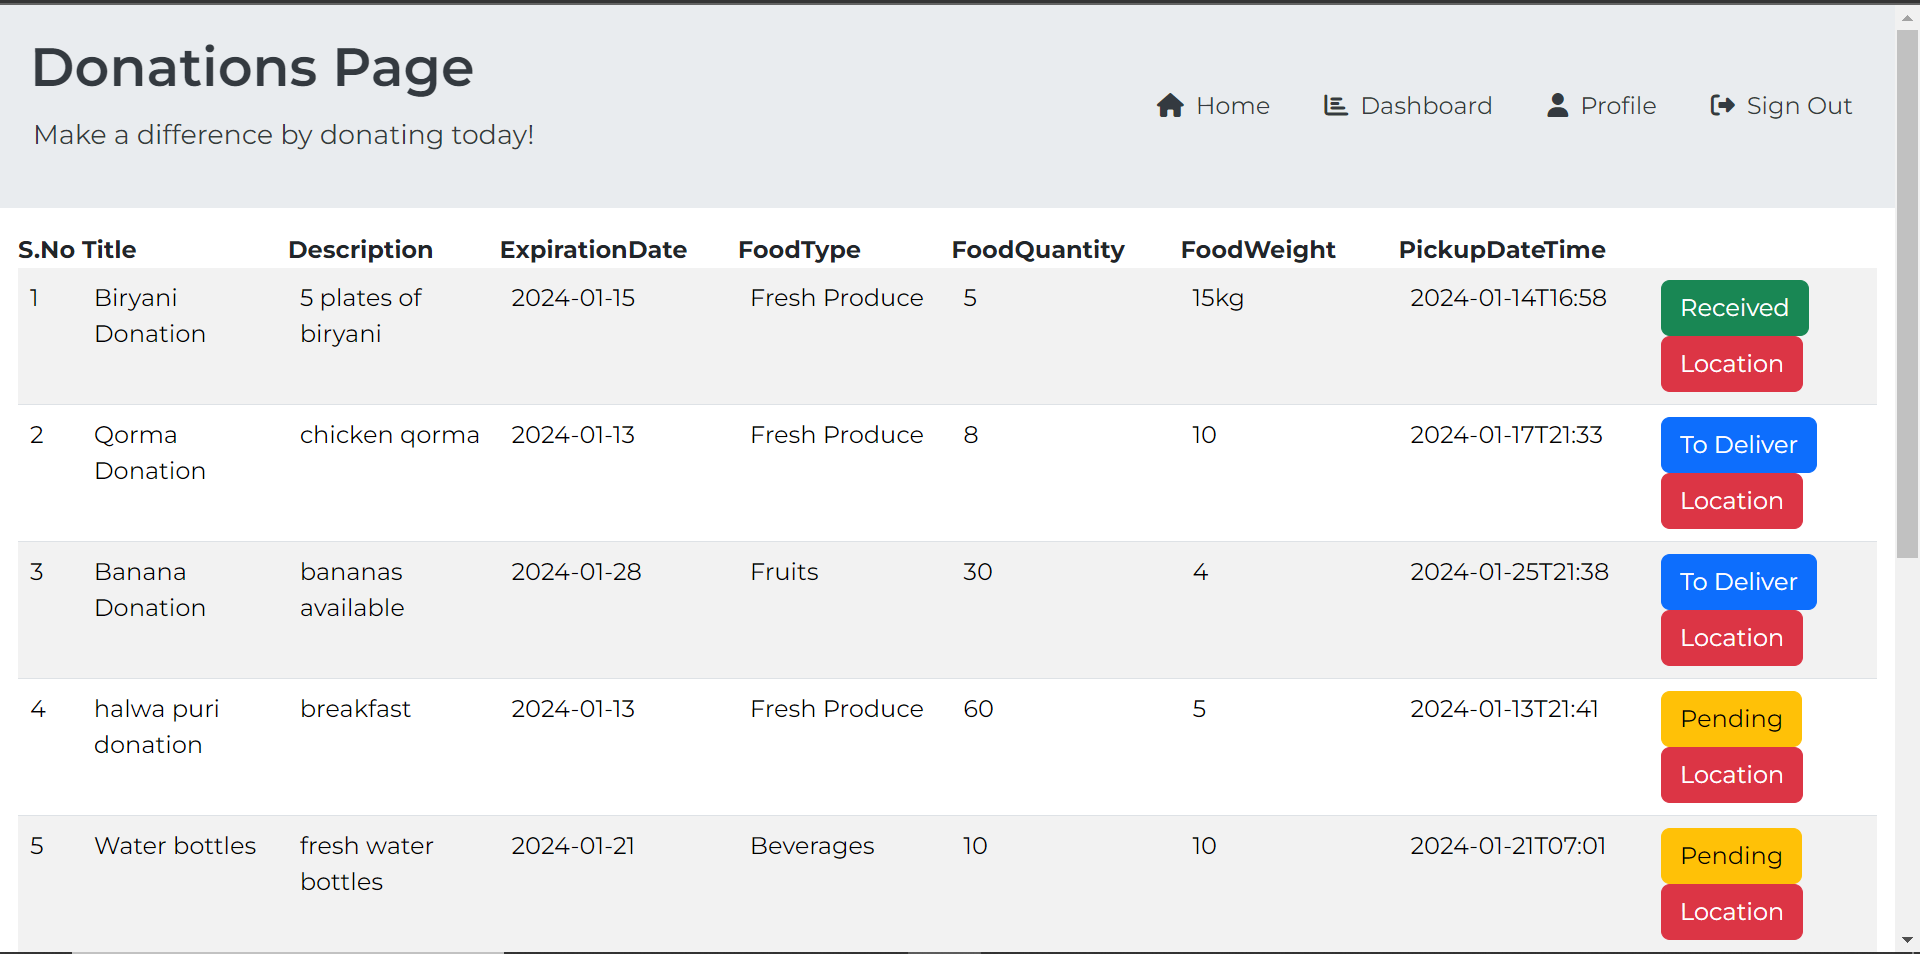 Donations Page
Make a difference by donating today!
Home Dashboard Profile Sign Out
S.No Title Description ExpirationDate FoodType FoodQuantity FoodWeight PickupDateTime
1 Biryani 5 plates of 2024-01-15 Fresh Produce 5 15kg 2024-01-14T16:58 Received
Donation biryani
Location
2 Qorma chicken qorma 2024-01-13 Fresh Produce 8 10 2024-01-17T21:33 To Deliver
Donation
Location
3 Banana bananas 2024-01-28 Fruits 30 4 2024-01-25T21:38 To Deliver
Donation available
Location
4 halwa puri breakfast 2024-01-13 Fresh Produce 60 5 2024-01-13T21:41 Pending
donation
Location
5 Water bottles fresh water 2024-01-21 Beverages 10 10 2024-01-21T07:01 Pending
bottles
Location